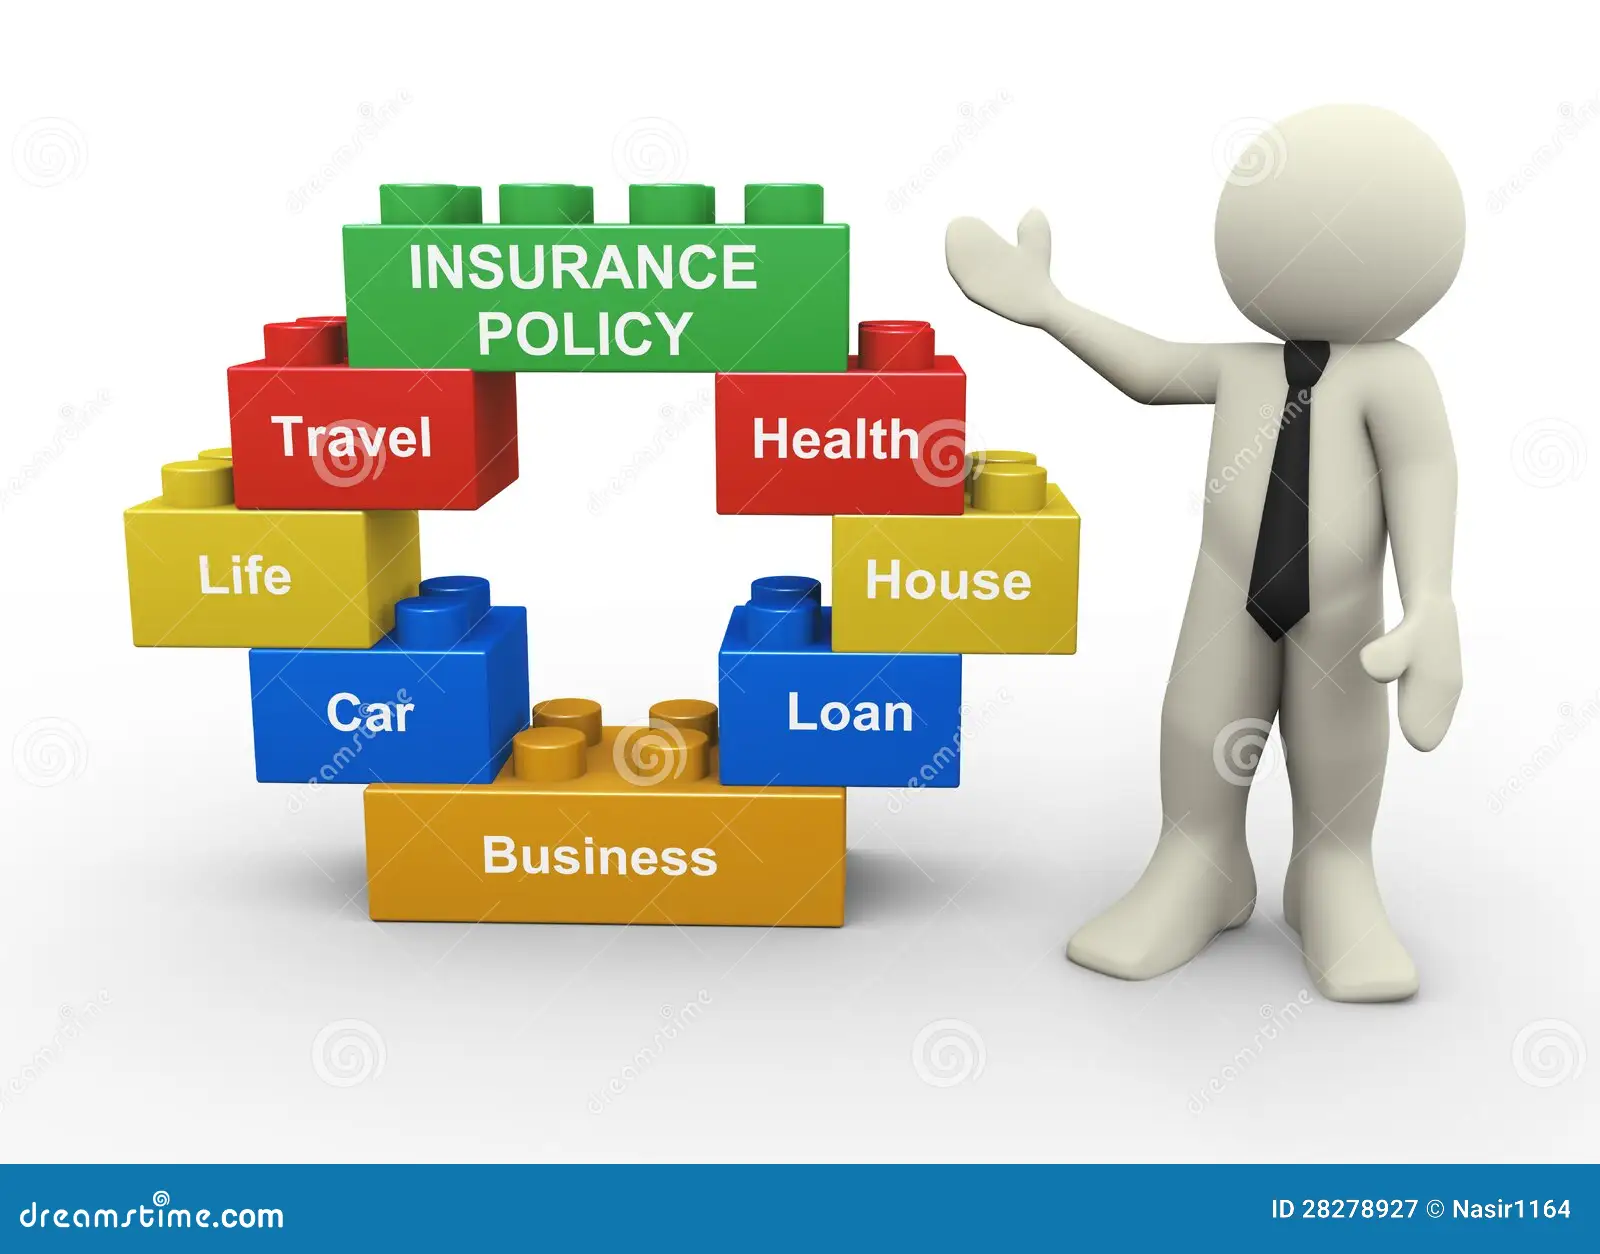 INSURANCE
POLICY
Travel
Health
Life
House
Car
Loan
Business
dreamstime.com
ID 28278927 © Nasir1164